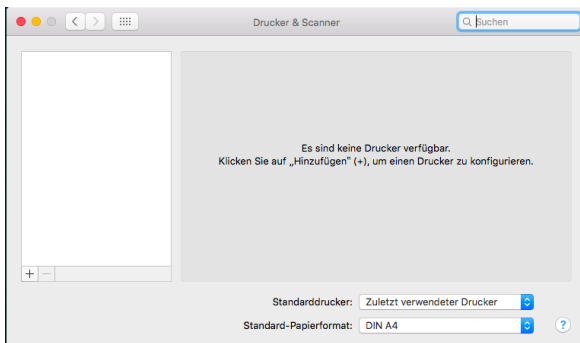 Drucker & Scanner
Suchen
Es sind keine Drucker verfügbar.
Klicken Sie auf „Hinzufügen" (+), um einen Drucker zu konfigurieren.
+ −
Standarddrucker: Zuletzt verwendeter Drucker
Standard-Papierformat: DIN A4
?